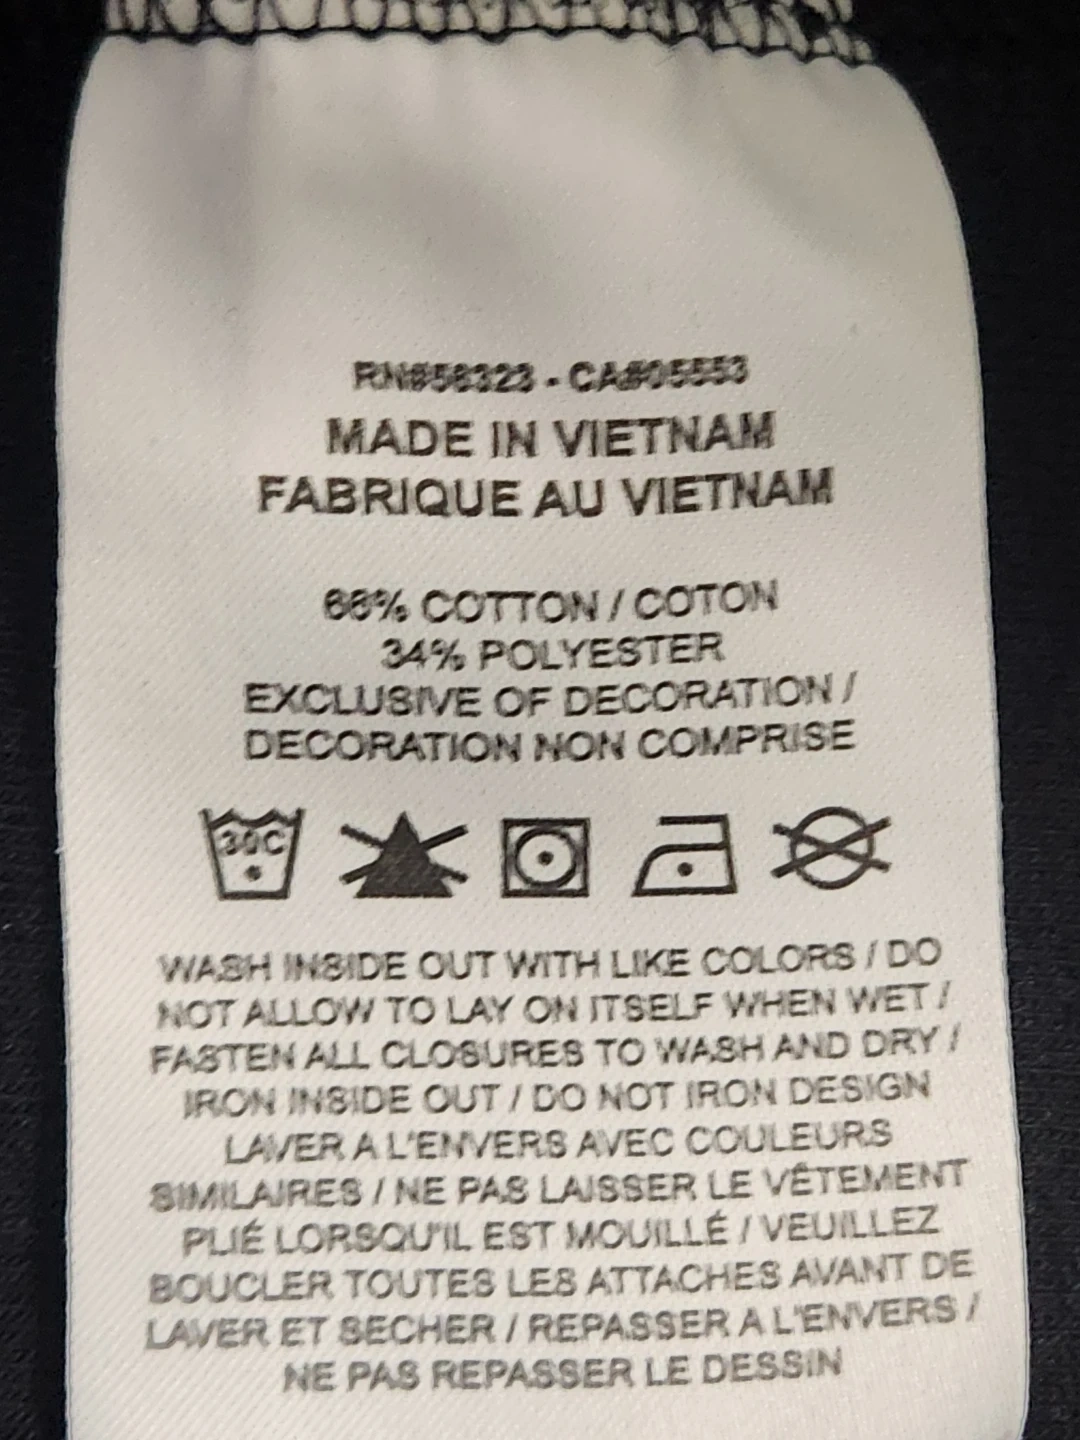 RN#56323 - CA#05553
MADE IN VIETNAM
FABRIQUE AU VIETNAM
66% COTTON / COTON
34% POLYESTER
EXCLUSIVE OF DECORATION /
DECORATION NON COMPRISE
30C
WASH INSIDE OUT WITH LIKE COLORS / DO
NOT ALLOW TO LAY ON ITSELF WHEN WET /
FASTEN ALL CLOSURES TO WASH AND DRY /
IRON INSIDE OUT / DO NOT IRON DESIGN
LAVER A L'ENVERS AVEC COULEURS
SIMILAIRES / NE PAS LAISSER LE VÊTEMENT
PLIÉ LORSQU'IL EST MOUILLÉ / VEUILLEZ
BOUCLER TOUTES LES ATTACHES AVANT DE
LAVER ET SECHER / REPASSER A L'ENVERS /
NE PAS REPASSER LE DESSIN